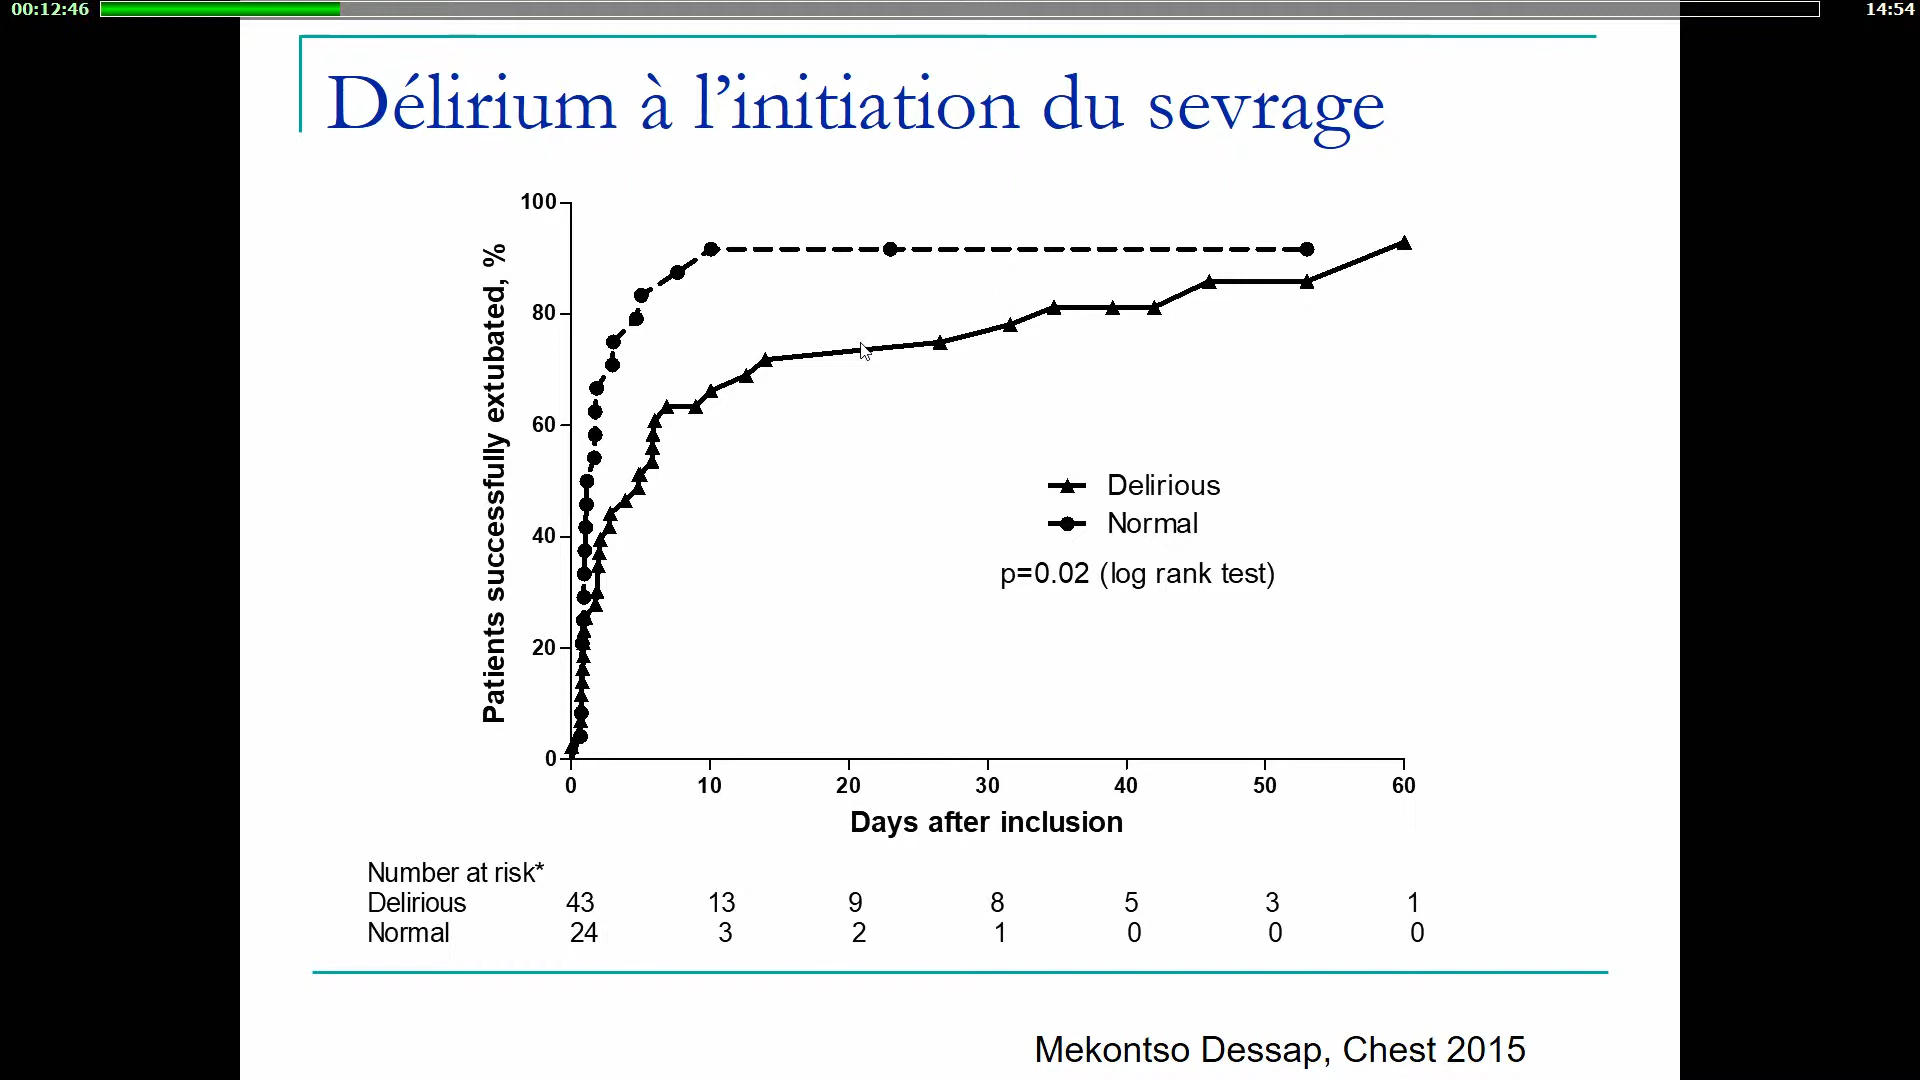 00:12:46 14:54
Délirium à l’initiation du sevrage
Patients successfully extubated, %
100
80
60
40
20
0
Delirious
Normal
p=0.02 (log rank test)
0 10 20 30 40 50 60
Days after inclusion
Number at risk*
Delirious 43 13 9 8 5 3 1
Normal 24 3 2 1 0 0 0
Mekontso Dessap, Chest 2015